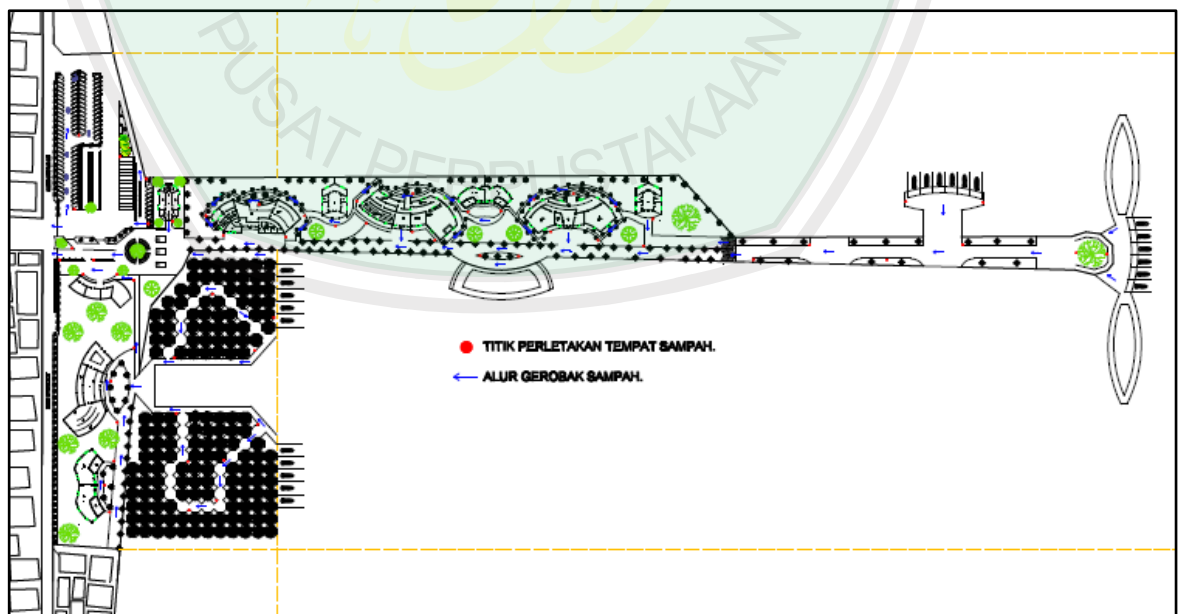 PUSAT PERPUSTAKAAN
TITIK PERLETAKAN TEMPAT SAMPAH.
ALUR GEROBAK SAMPAH.